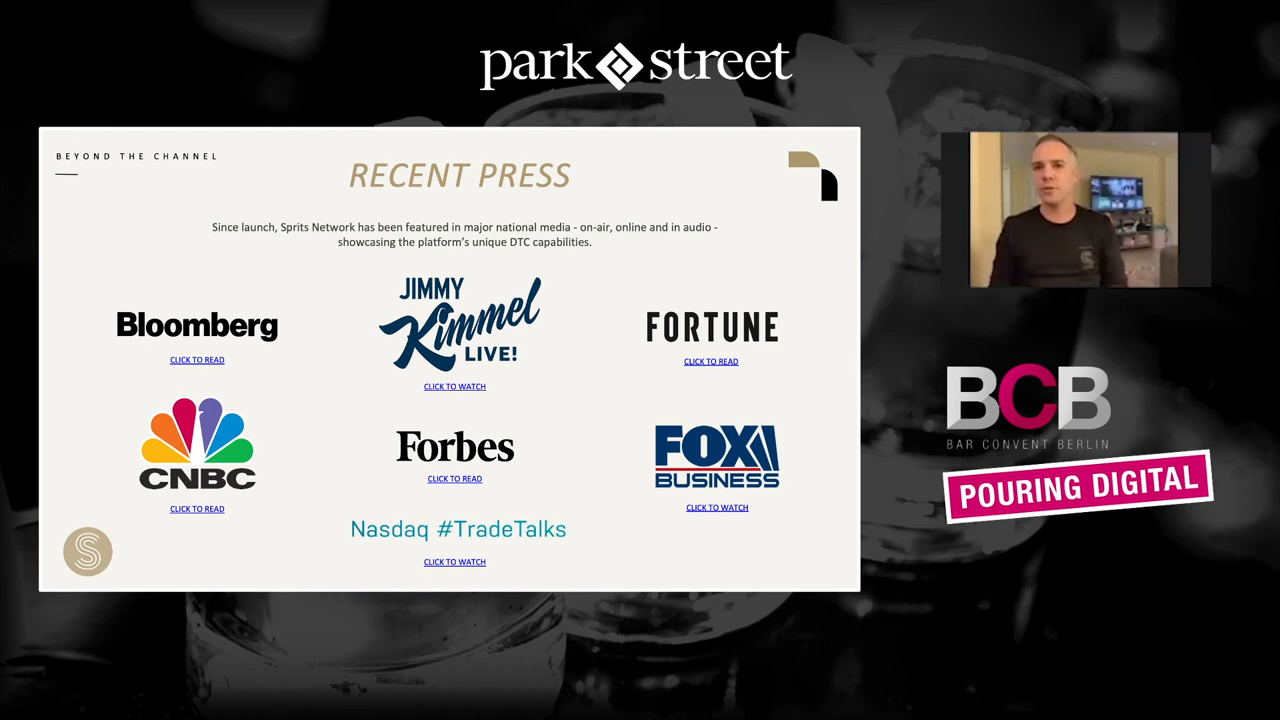 park street
BEYOND THE CHANNEL
RECENT PRESS
Since launch, Sprits Network has been featured in major national media - on-air, online and in audio -
showcasing the platform's unique DTC capabilities.
Bloomberg
CLICK TO READ
JIMMY
Kimmel
LIVE!
CLICK TO WATCH
FORTUNE
CLICK TO READ
CNBC
CLICK TO READ
Forbes
CLICK TO READ
FOX
BUSINESS
CLICK TO WATCH
Nasdaq #TradeTalks
CLICK TO WATCH
S
BCB
BAR CONVENT BERLIN
POURING DIGITAL